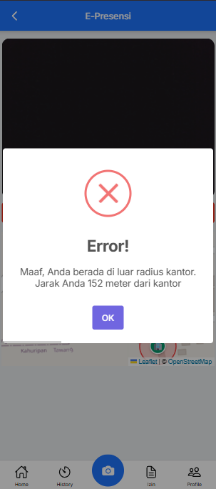 E-Presensi
Error!
Maaf, Anda berada di luar radius kantor.
Jarak Anda 152 meter dari kantor
OK
Leaflet | © OpenStreetMap
Home
History
Izin
Profile